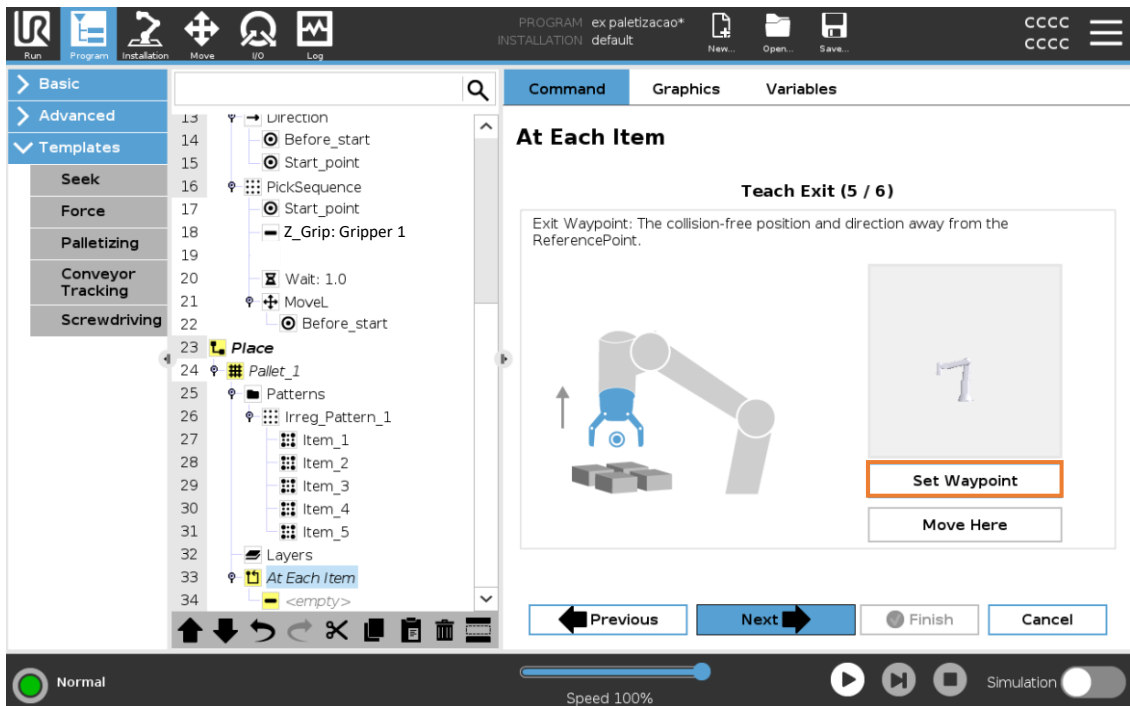 PROGRAM ex paletizacao*
INSTALLATION default
UR
Run
Program
Installation
Move
I/O
Log
New...
Open...
Save...
cccc
cccc
Basic
Advanced
Templates
Seek
Force
Palletizing
Conveyor
Tracking
Screwdriving
13 Direction
14 Before_start
15 Start_point
16 PickSequence
17 Start_point
18 Z_Grip: Gripper 1
19
20 Wait: 1.0
21 MoveL
22 Before_start
23 Place
24 Pallet_1
25 Patterns
26 Irreg_Pattern_1
27 Item_1
28 Item_2
29 Item_3
30 Item_4
31 Item_5
32 Layers
33 At Each Item
34 <empty>
Command
Graphics
Variables
At Each Item
Teach Exit (5 / 6)
Exit Waypoint: The collision-free position and direction away from the
ReferencePoint.
Set Waypoint
Move Here
Previous
Next
Finish
Cancel
Normal
Speed 100%
Simulation